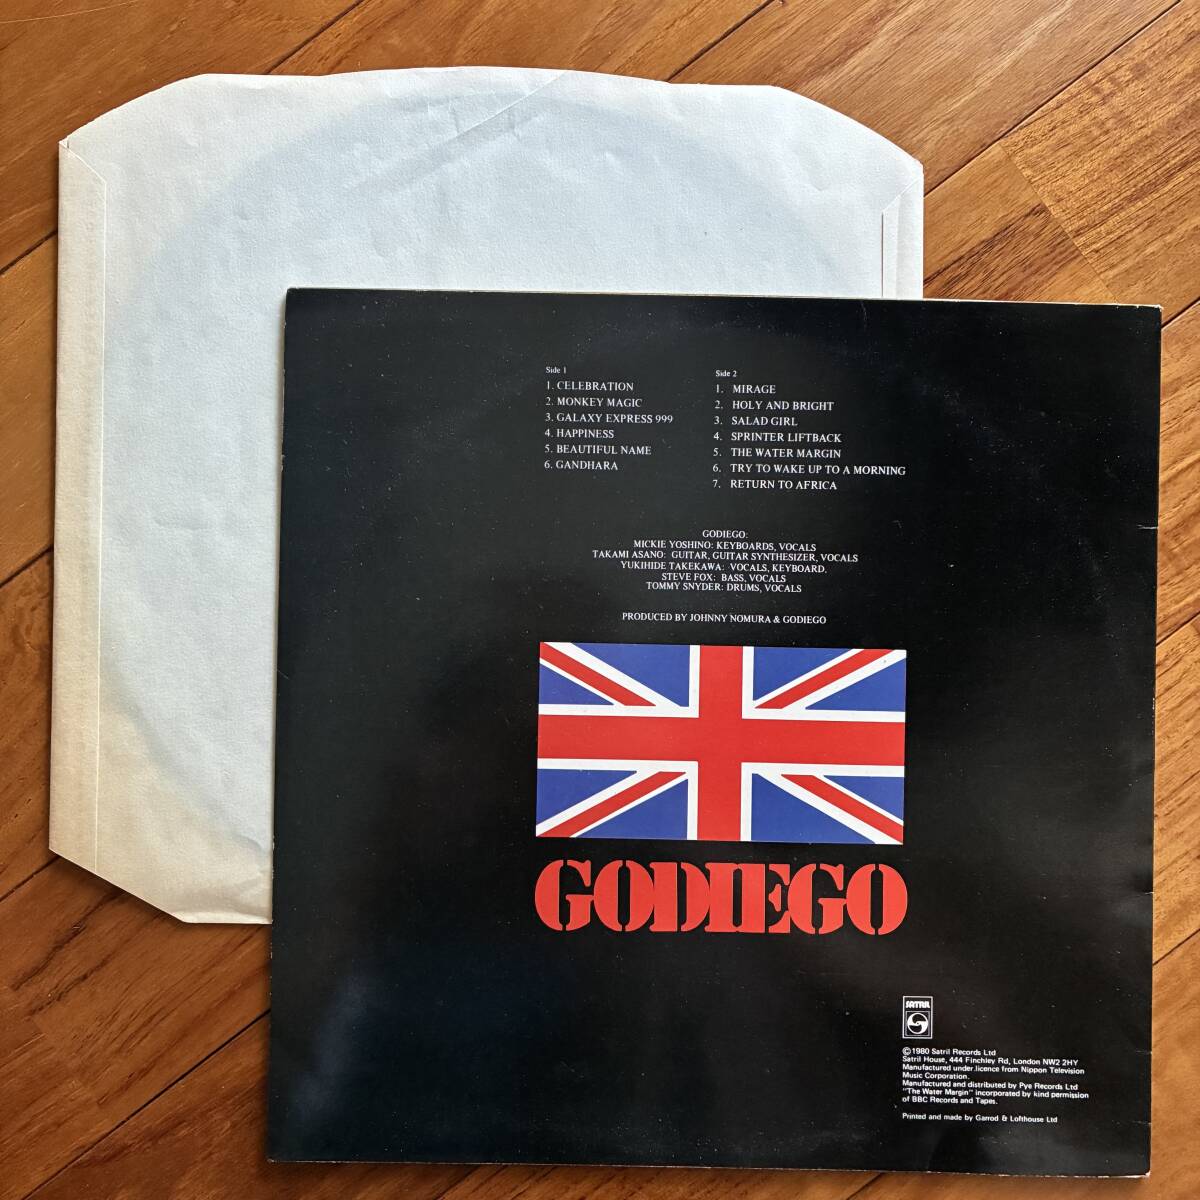 Side 1
1. CELEBRATION
2. MONKEY MAGIC
3. GALAXY EXPRESS 999
4. HAPPINESS
5. BEAUTIFUL NAME
6. GANDHARA
Side 2
1. MIRAGE
2. HOLY AND BRIGHT
3. SALAD GIRL
4. SPRINTER LIFTBACK
5. THE WATER MARGIN
6. TRY TO WAKE UP TO A MORNING
7. RETURN TO AFRICA
GODIEGO:
MICKIE YOSHINO: KEYBOARDS, VOCALS
TAKAMI ASANO: GUITAR, GUITAR SYNTHESIZER, VOCALS
YUKIHIDE TAKEKAWA: VOCALS, KEYBOARD.
STEVE FOX: BASS, VOCALS
TOMMY SNYDER: DRUMS, VOCALS
PRODUCED BY JOHNNY NOMURA & GODIEGO
GODIEGO
SATRIL
© 1980 Satril Records Ltd
Satril House, 444 Finchley Rd, London NW2 2HY
Manufactured under licence from Nippon Television
Music Corporation.
Manufactured and distributed by Pye Records Ltd
"The Water Margin" incorporated by kind permission
of BBC Records and Tapes.
Printed and made by Garrod & Lofthouse Ltd